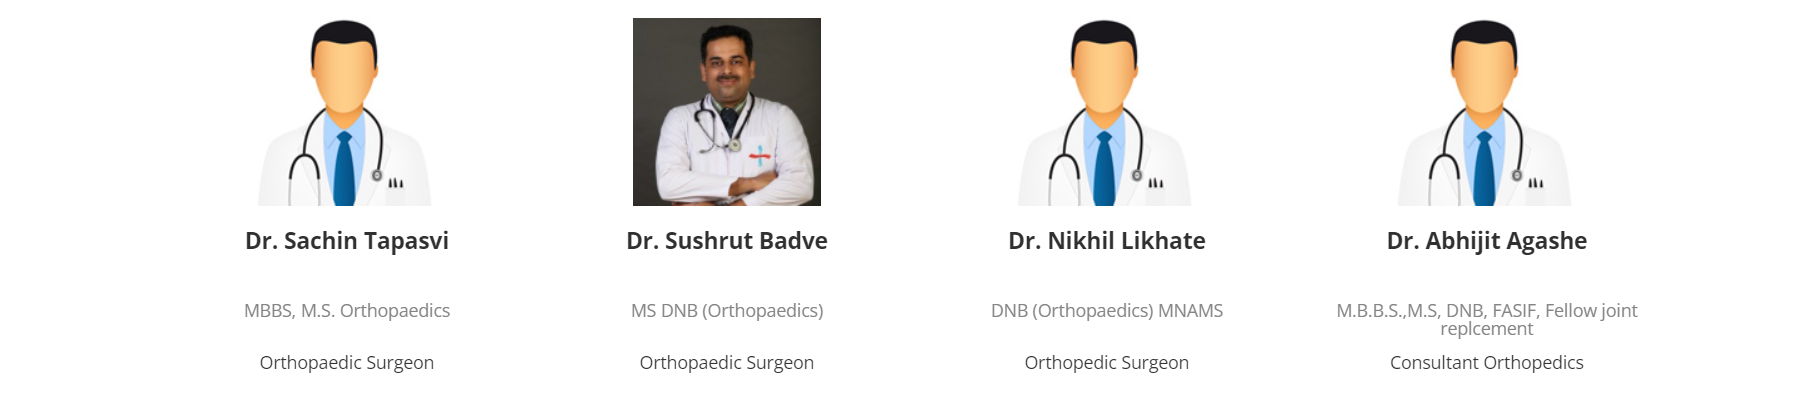 Dr. Sachin Tapasvi
Dr. Sushrut Badve
Dr. Nikhil Likhate
Dr. Abhijit Agashe
MBBS, M.S. Orthopaedics
MS DNB (Orthopaedics)
DNB (Orthopaedics) MNAMS
M.B.B.S.,M.S, DNB, FASIF, Fellow joint
replcement
Orthopaedic Surgeon
Orthopaedic Surgeon
Orthopedic Surgeon
Consultant Orthopedics